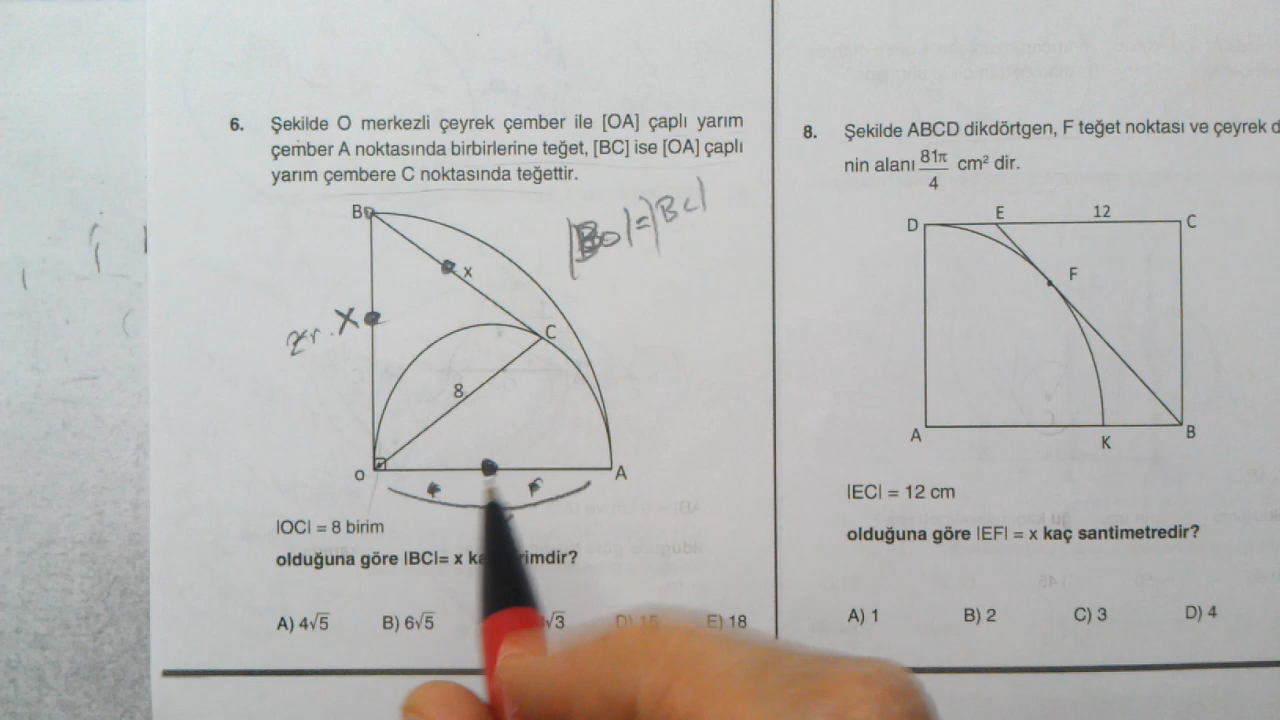 6. Şekilde O merkezli çeyrek çember ile [OA] çaplı yarım
çember A noktasında birbirlerine teğet, [BC] ise [OA] çaplı
yarım çembere C noktasında teğettir.
B
|BO|=|BC|
x
2r. X
C
8
O
A
r r
|OC| = 8 birim
olduğuna göre |BC|= x
A) 4√5 B) 6√5 √3 D) 15 E) 18
8. Şekilde ABCD dikdörtgen, F teğet noktası ve çeyrek
nin alanı 81π/4 cm² dir.
D E 12 C
F
A K B
|EC| = 12 cm
olduğuna göre |EF| = x kaç santimetredir?
A) 1 B) 2 C) 3 D) 4